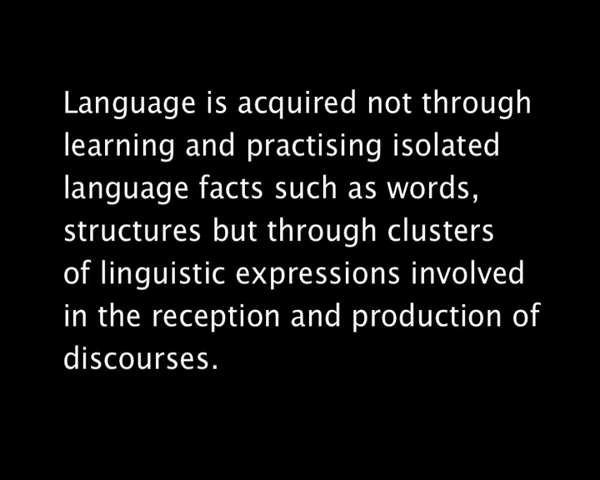 Language is acquired not through
learning and practising isolated
language facts such as words,
structures but through clusters
of linguistic expressions involved
in the reception and production of
discourses.